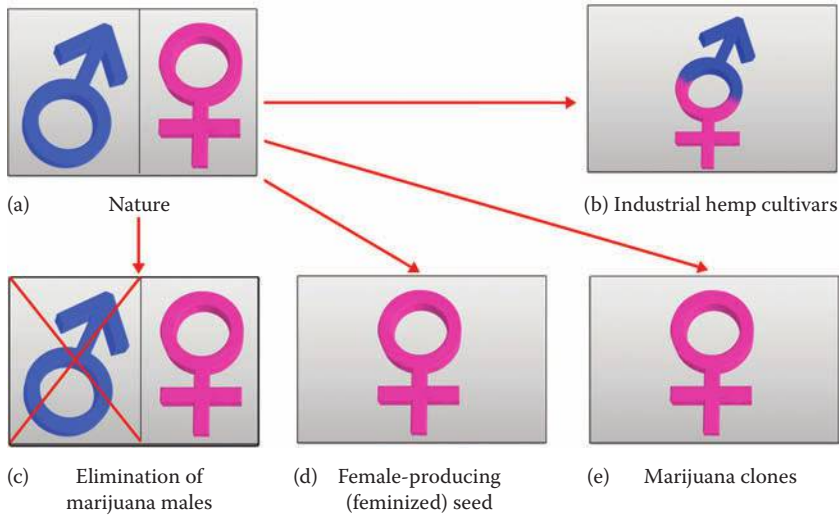 (a) Nature
(b) Industrial hemp cultivars
(c) Elimination of
marijuana males
(d) Female-producing
(feminized) seed
(e) Marijuana clones